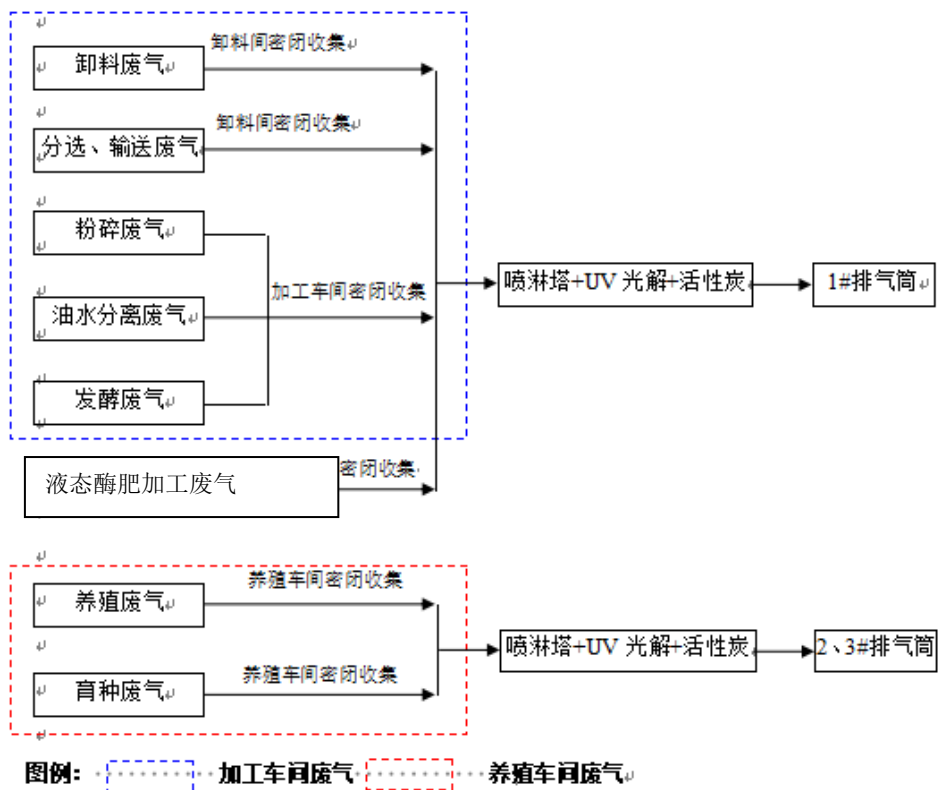 卸料间密闭收集
卸料废气
卸料间密闭收集
分选、输送废气
粉碎废气
加工车间密闭收集
喷淋塔+UV 光解+活性炭
1#排气筒
油水分离废气
发酵废气
密闭收集
液态酶肥加工废气
养殖车间密闭收集
养殖废气
喷淋塔+UV 光解+活性炭
2、3#排气筒
养殖车间密闭收集
育种废气
图例: 加工车间废气 养殖车间废气